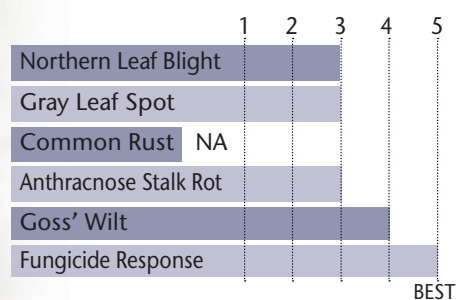 1 2 3 4 5
Northern Leaf Blight
Gray Leaf Spot
Common Rust NA
Anthracnose Stalk Rot
Goss’ Wilt
Fungicide Response
BEST